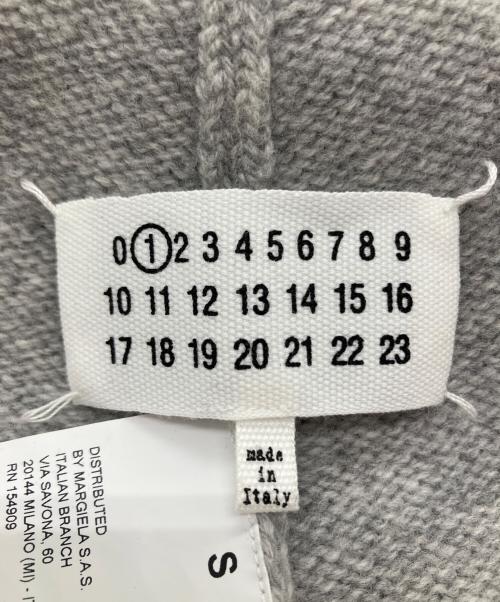 0 1 2 3 4 5 6 7 8 9
10 11 12 13 14 15 16
17 18 19 20 21 22 23
made
in
Italy
DISTRIBUTED
BY MARGIELA S.A.S.
ITALIAN BRANCH
VIA SAVONA, 60
20144 MILANO (MI) - I
RN 154909
S